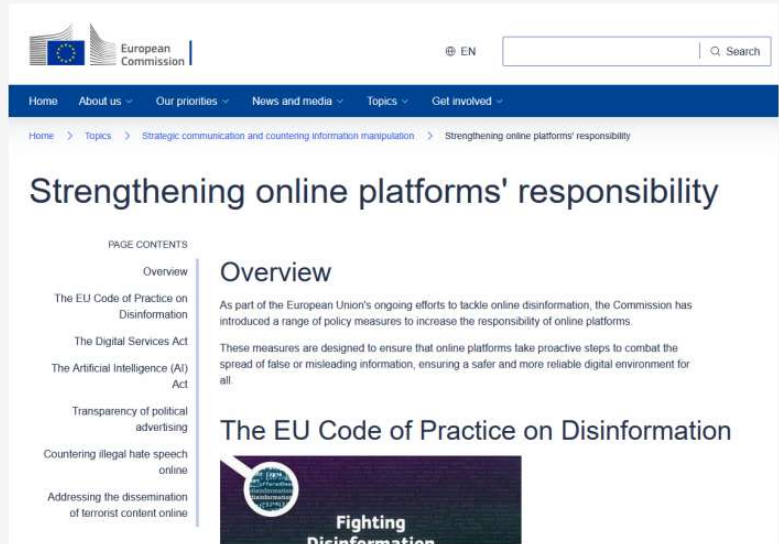 European
Commission
EN
Search
Home About us Our priorities News and media Topics Get involved
Home > Topics > Strategic communication and countering information manipulation > Strengthening online platforms' responsibility
Strengthening online platforms' responsibility
PAGE CONTENTS
Overview
The EU Code of Practice on
Disinformation
The Digital Services Act
The Artificial Intelligence (AI)
Act
Transparency of political
advertising
Countering illegal hate speech
online
Addressing the dissemination
of terrorist content online
Overview
As part of the European Union's ongoing efforts to tackle online disinformation, the Commission has
introduced a range of policy measures to increase the responsibility of online platforms.
These measures are designed to ensure that online platforms take proactive steps to combat the
spread of false or misleading information, ensuring a safer and more reliable digital environment for
all.
The EU Code of Practice on Disinformation
Fighting
Disinformation